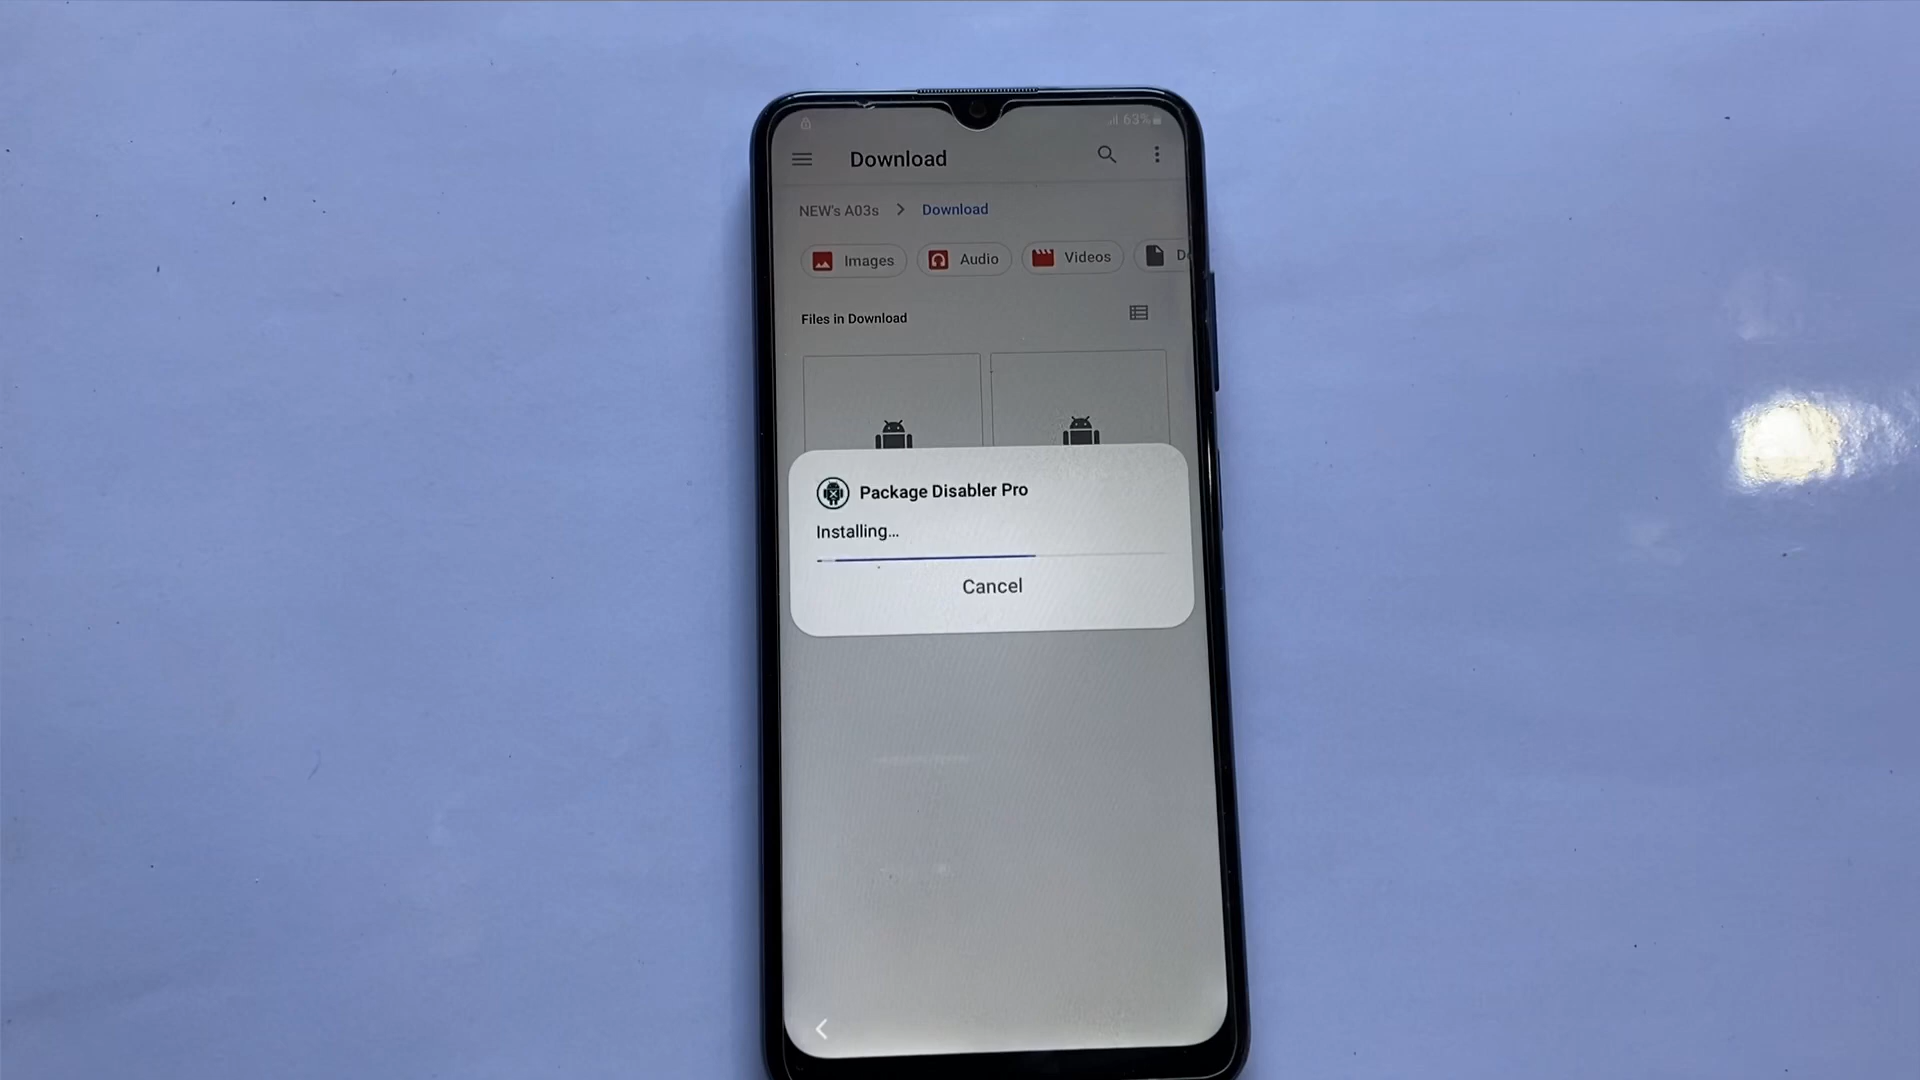 63%
Download
NEW's A03s > Download
Images Audio Videos
Files in Download
Package Disabler Pro
Installing...
Cancel